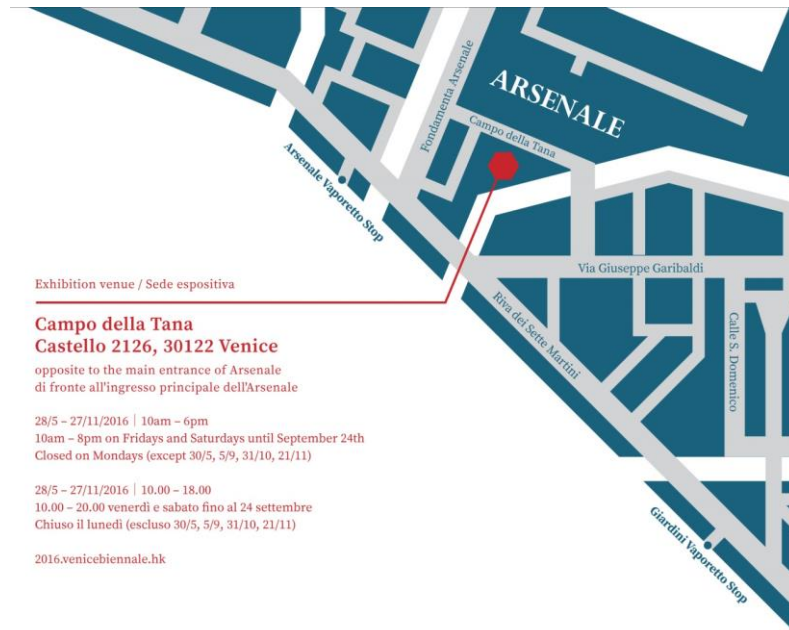 ARSENALE
Fondamenta Arsenale
Campo della Tana
Arsenale Vaporetto Stop
Via Giuseppe Garibaldi
Riva dei Sette Martini
Calle S. Domenico
Giardini Vaporetto Stop
Exhibition venue / Sede espositiva
Campo della Tana
Castello 2126, 30122 Venice
opposite to the main entrance of Arsenale
di fronte all'ingresso principale dell'Arsenale
28/5 – 27/11/2016 | 10am – 6pm
10am – 8pm on Fridays and Saturdays until September 24th
Closed on Mondays (except 30/5, 5/9, 31/10, 21/11)
28/5 – 27/11/2016 | 10.00 – 18.00
10.00 – 20.00 venerdì e sabato fino al 24 settembre
Chiuso il lunedì (escluso 30/5, 5/9, 31/10, 21/11)
2016.venicebiennale.hk